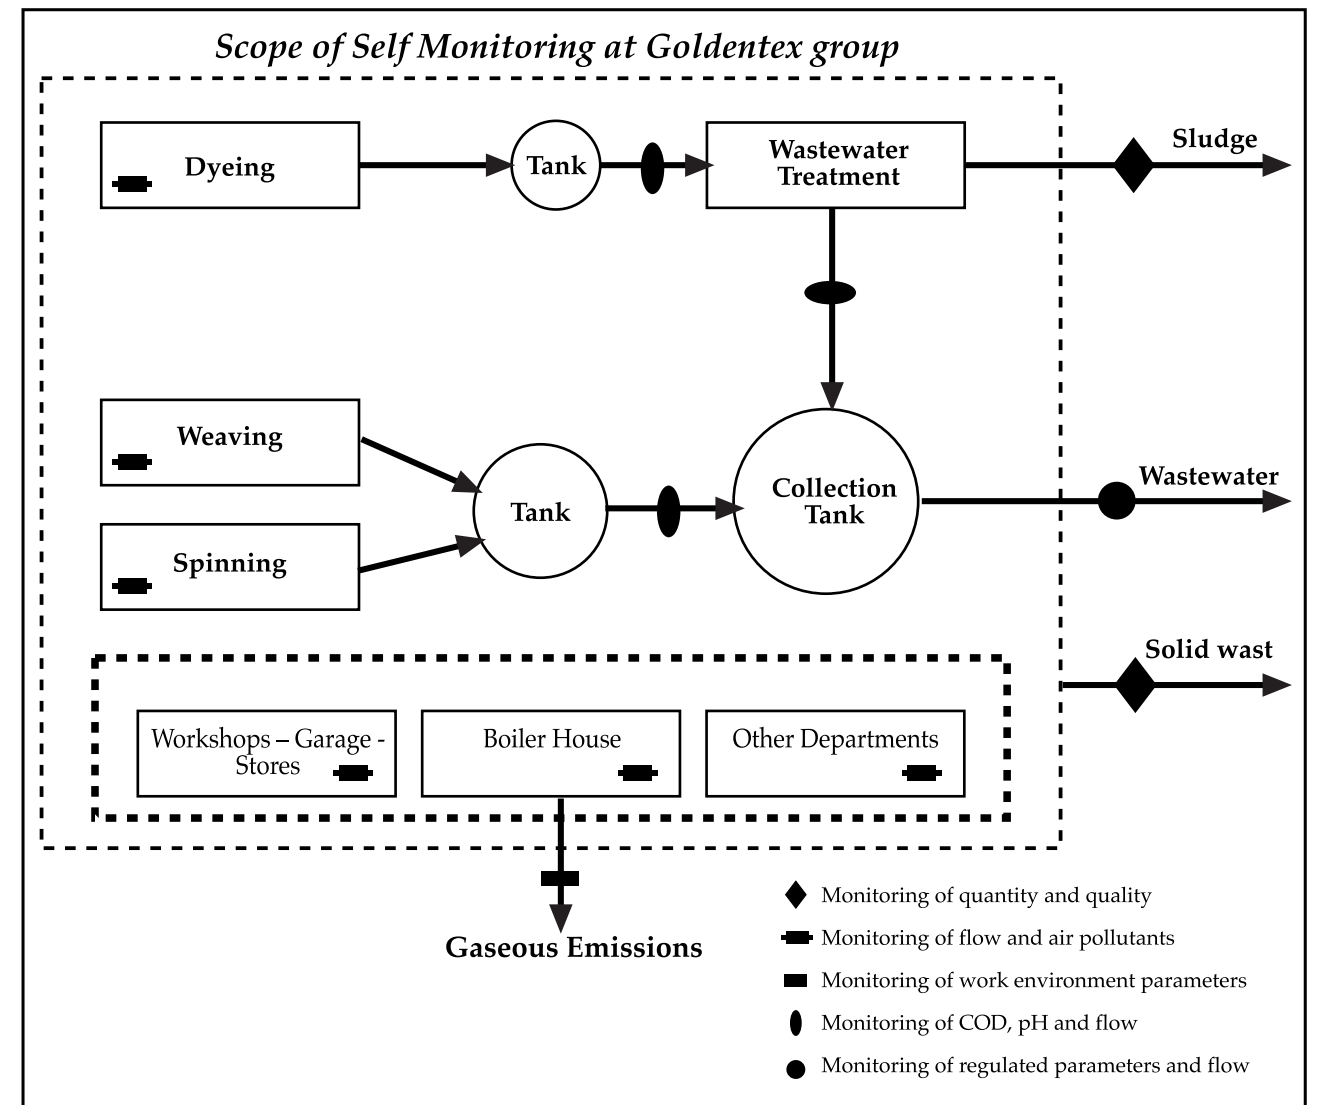 Scope of Self Monitoring at Goldentex group
Dyeing
Tank
Wastewater
Treatment
Sludge
Weaving
Spinning
Tank
Collection
Tank
Wastewater
Solid wast
Workshops – Garage -
Stores
Boiler House
Other Departments
Gaseous Emissions
Monitoring of quantity and quality
Monitoring of flow and air pollutants
Monitoring of work environment parameters
Monitoring of COD, pH and flow
Monitoring of regulated parameters and flow